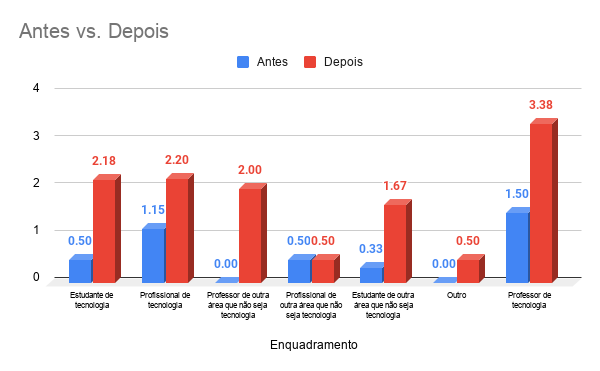 Antes vs. Depois
Antes
Depois
4
3
2
1
0
0.50
2.18
1.15
2.20
0.00
2.00
0.50
0.50
0.33
1.67
0.00
0.50
1.50
3.38
Estudante de
tecnologia
Profissional de
tecnologia
Professor de outra
área que não seja
tecnologia
Profissional de
outra área que não
seja tecnologia
Estudante de outra
área que não seja
tecnologia
Outro
Professor de
tecnologia
Enquadramento